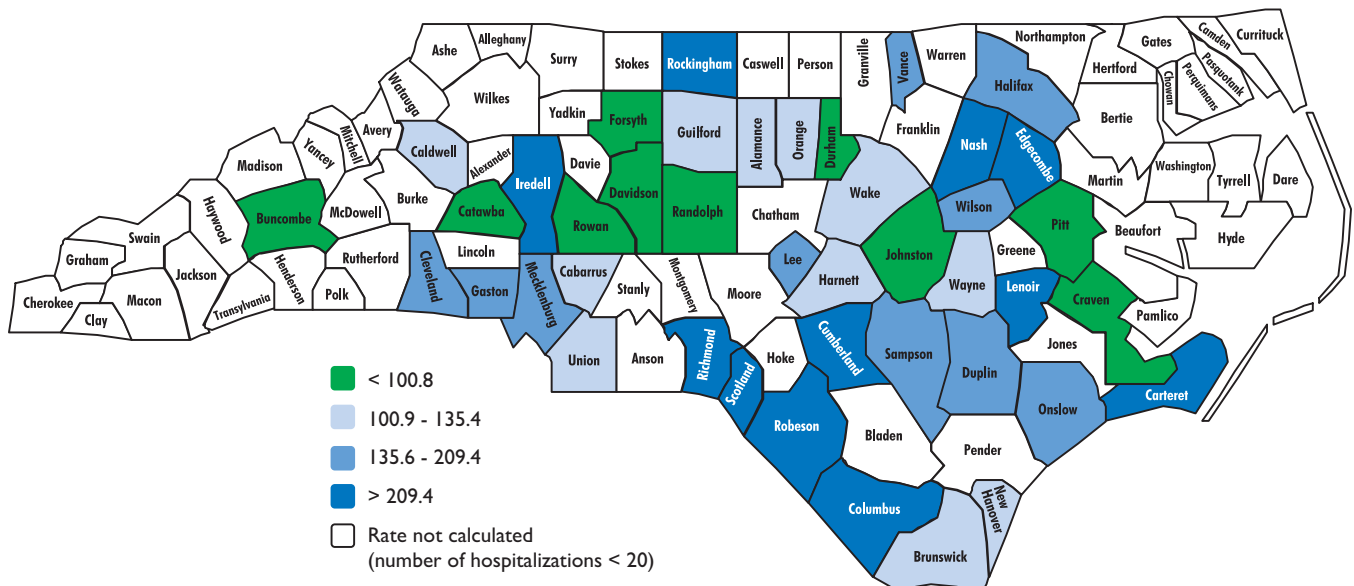 Ashe
Alleghany
Surry
Stokes
Rockingham
Caswell
Person
Granville
Vance
Warren
Northampton
Gates
Camden
Currituck
Hertford
Chowan
Perquimans
Pasquotank
Halifax
Watauga
Wilkes
Yadkin
Forsyth
Guilford
Alamance
Orange
Durham
Franklin
Nash
Edgecombe
Bertie
Madison
Yancey
Mitchell
Avery
Caldwell
Alexander
Iredell
Davie
Davidson
Randolph
Chatham
Wake
Wilson
Martin
Washington
Tyrrell
Dare
Haywood
Buncombe
McDowell
Burke
Catawba
Rowan
Johnston
Greene
Pitt
Beaufort
Hyde
Swain
Graham
Jackson
Henderson
Rutherford
Lincoln
Cleveland
Gaston
Mecklenburg
Cabarrus
Stanly
Montgomery
Moore
Lee
Harnett
Wayne
Lenoir
Craven
Pamlico
Cherokee
Macon
Clay
Transylvania
Polk
Union
Anson
Richmond
Scotland
Hoke
Cumberland
Sampson
Duplin
Jones
Onslow
Carteret
Robeson
Bladen
Pender
Columbus
Brunswick
New
Hanover
< 100.8
100.9 - 135.4
135.6 - 209.4
> 209.4
Rate not calculated
(number of hospitalizations < 20)